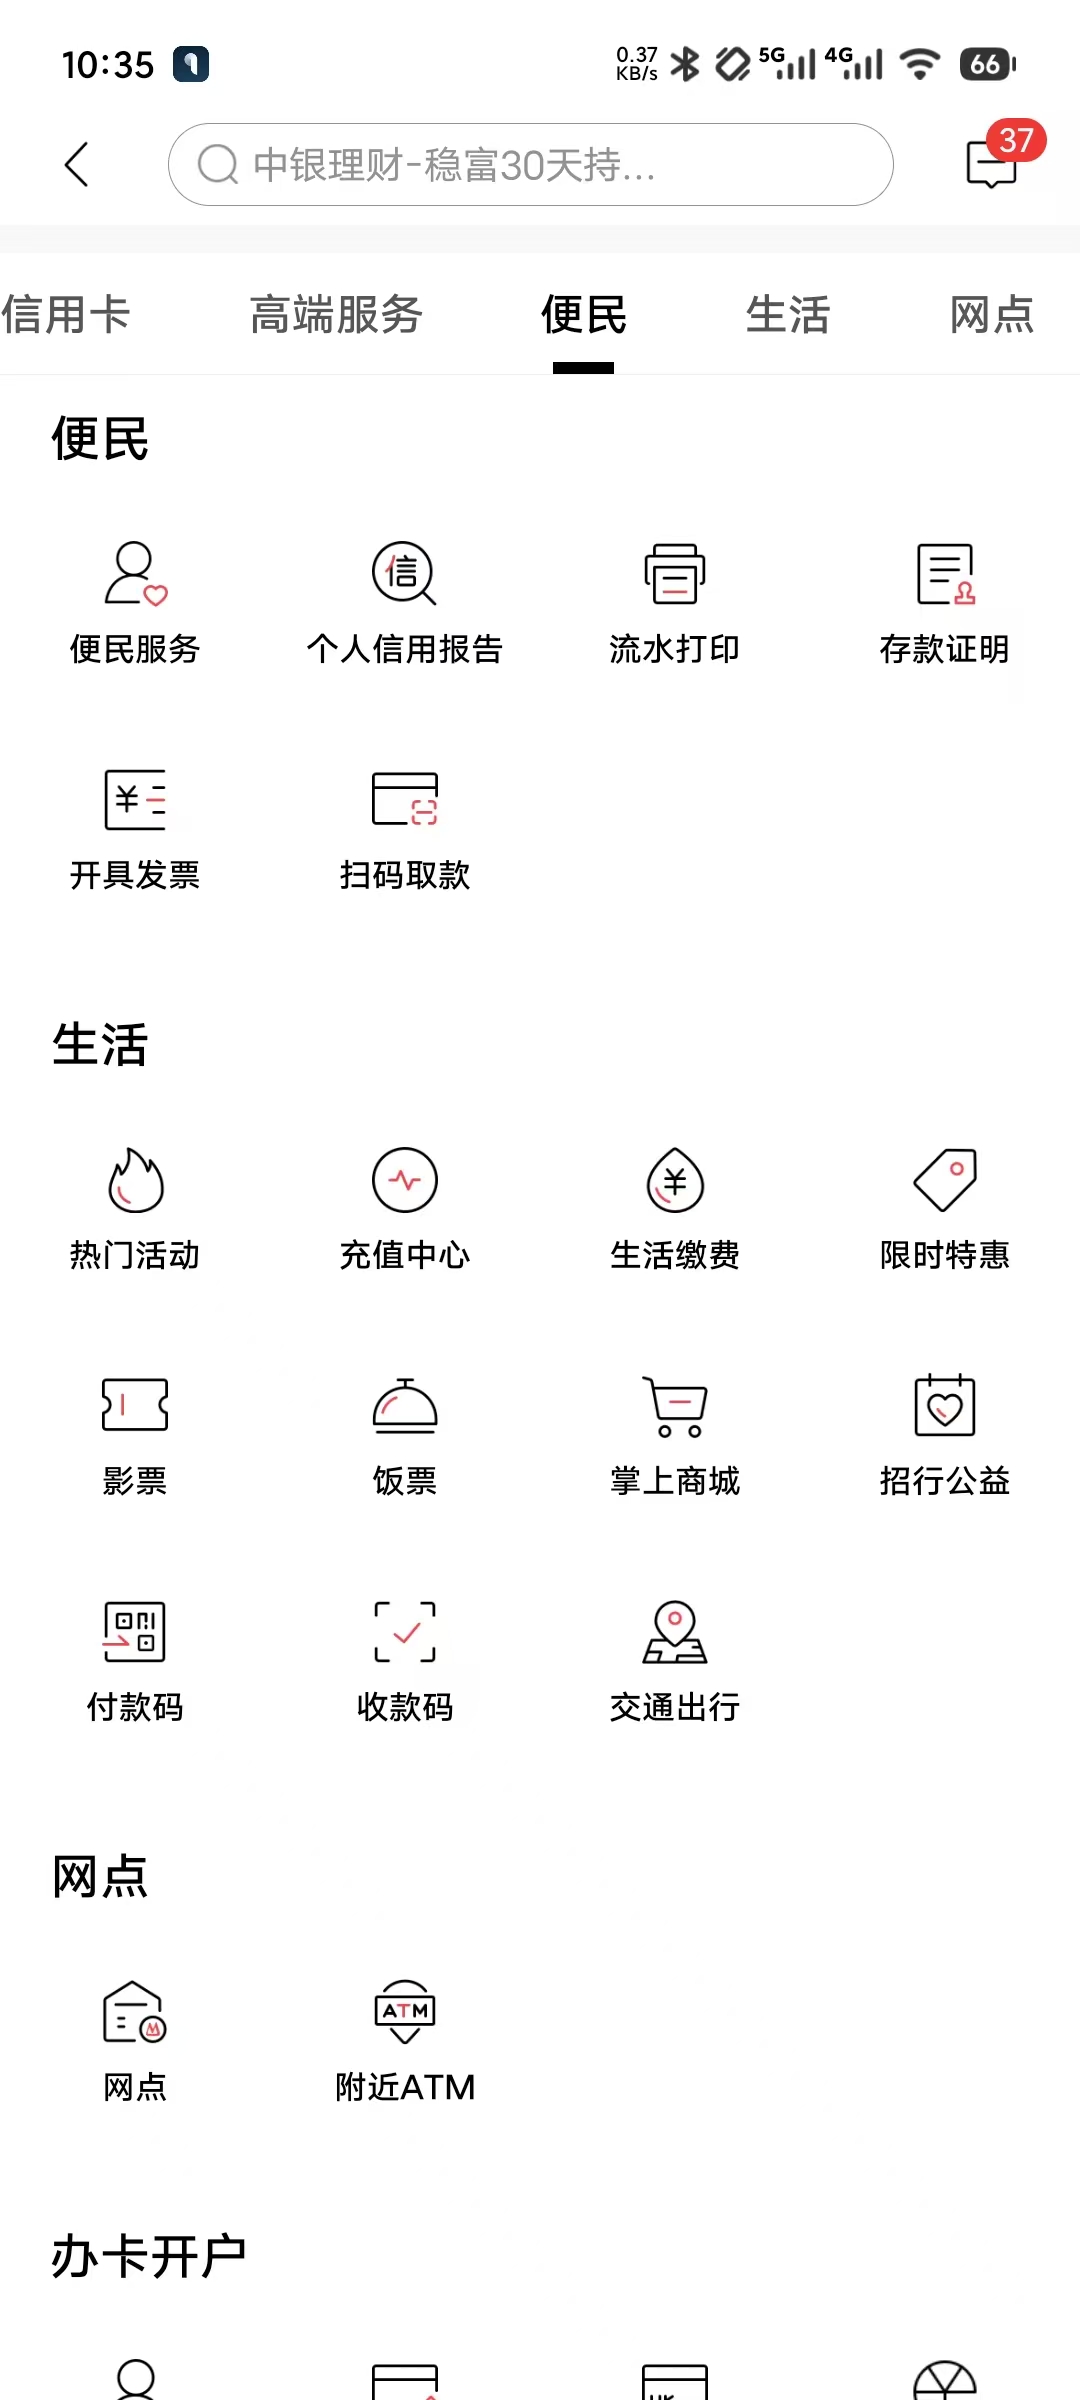 10:35
0.37
KB/s
5G
4G
66
中银理财-稳富30天持...
37
信用卡
高端服务
便民
生活
网点
便民
信
便民服务
个人信用报告
流水打印
存款证明
¥
开具发票
扫码取款
生活
¥
热门活动
充值中心
生活缴费
限时特惠
影票
饭票
掌上商城
招行公益
付款码
收款码
交通出行
网点
ATM
网点
附近ATM
办卡开户